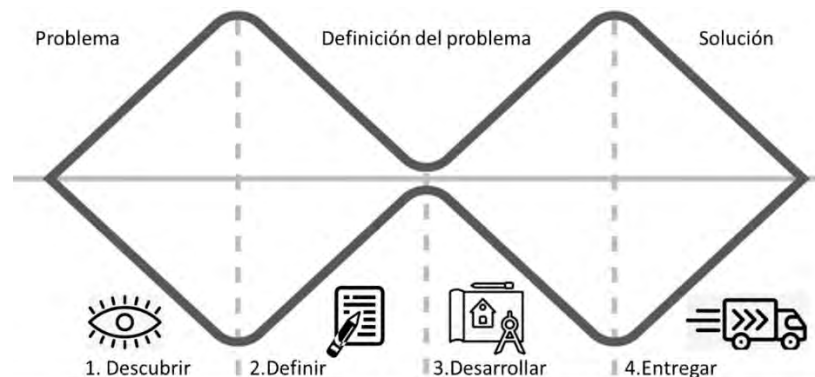 Problema
Definición del problema
Solución
1. Descubrir
2.Definir
3.Desarrollar
4.Entregar